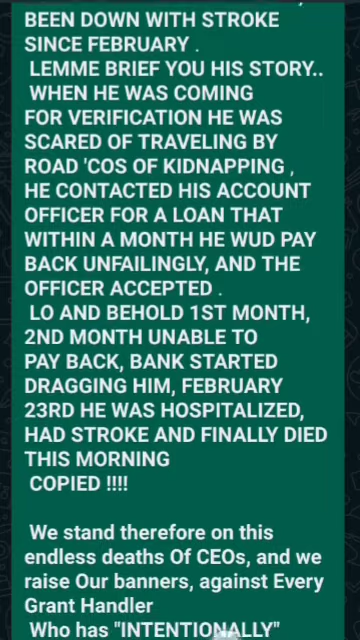 BEEN DOWN WITH STROKE
SINCE FEBRUARY .
LEMME BRIEF YOU HIS STORY..
WHEN HE WAS COMING
FOR VERIFICATION HE WAS
SCARED OF TRAVELING BY
ROAD 'COS OF KIDNAPPING ,
HE CONTACTED HIS ACCOUNT
OFFICER FOR A LOAN THAT
WITHIN A MONTH HE WUD PAY
BACK UNFAILINGLY, AND THE
OFFICER ACCEPTED .
LO AND BEHOLD 1ST MONTH,
2ND MONTH UNABLE TO
PAY BACK, BANK STARTED
DRAGGING HIM, FEBRUARY
23RD HE WAS HOSPITALIZED,
HAD STROKE AND FINALLY DIED
THIS MORNING
COPIED !!!!
We stand therefore on this
endless deaths Of CEOs, and we
raise Our banners, against Every
Grant Handler
Who has "INTENTIONALLY"